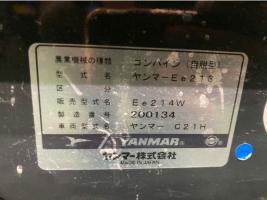 農業機械の種類 コンバイン (自脱型)
型式名 ヤンマーEe213
区分
販売型式名 Ee214W
製造番号 200134
車両型式名 ヤンマー C21H
YANMAR
ヤンマー株式会社
MADE IN JAPAN